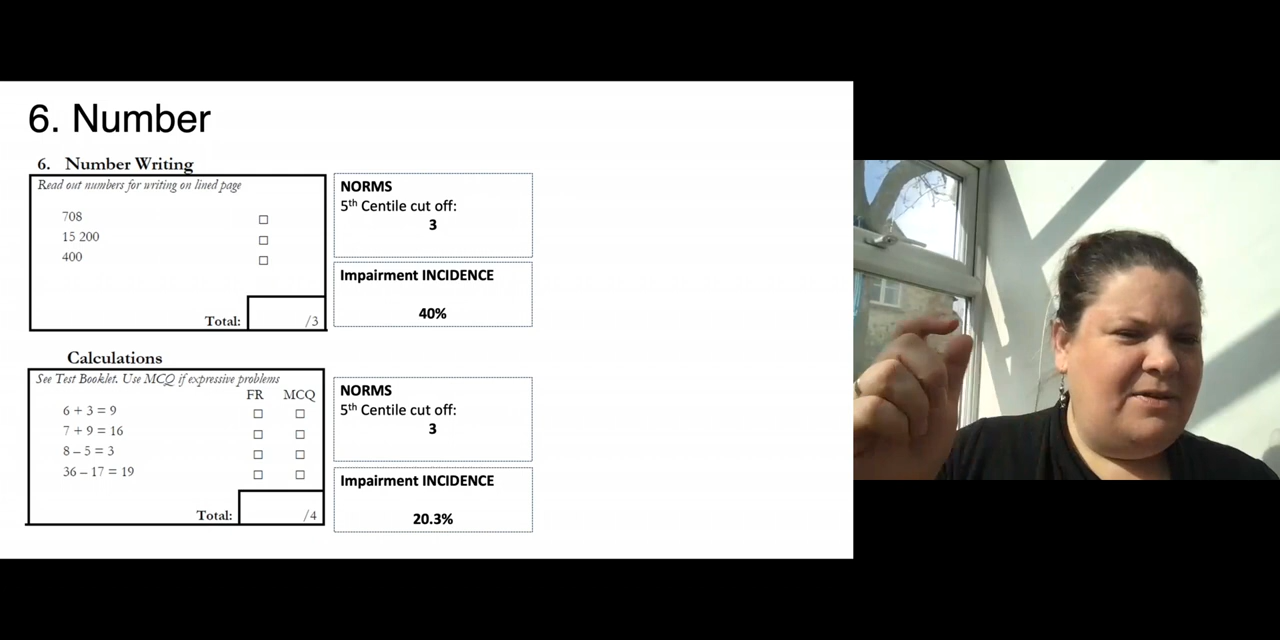 6. Number
6. Number Writing
Read out numbers for writing on lined page
708
15 200
400
Total: /3
NORMS
5th Centile cut off:
3
Impairment INCIDENCE
40%
Calculations
See Test Booklet. Use MCQ if expressive problems
FR MCQ
6 + 3 = 9
7 + 9 = 16
8 – 5 = 3
36 – 17 = 19
Total: /4
NORMS
5th Centile cut off:
3
Impairment INCIDENCE
20.3%